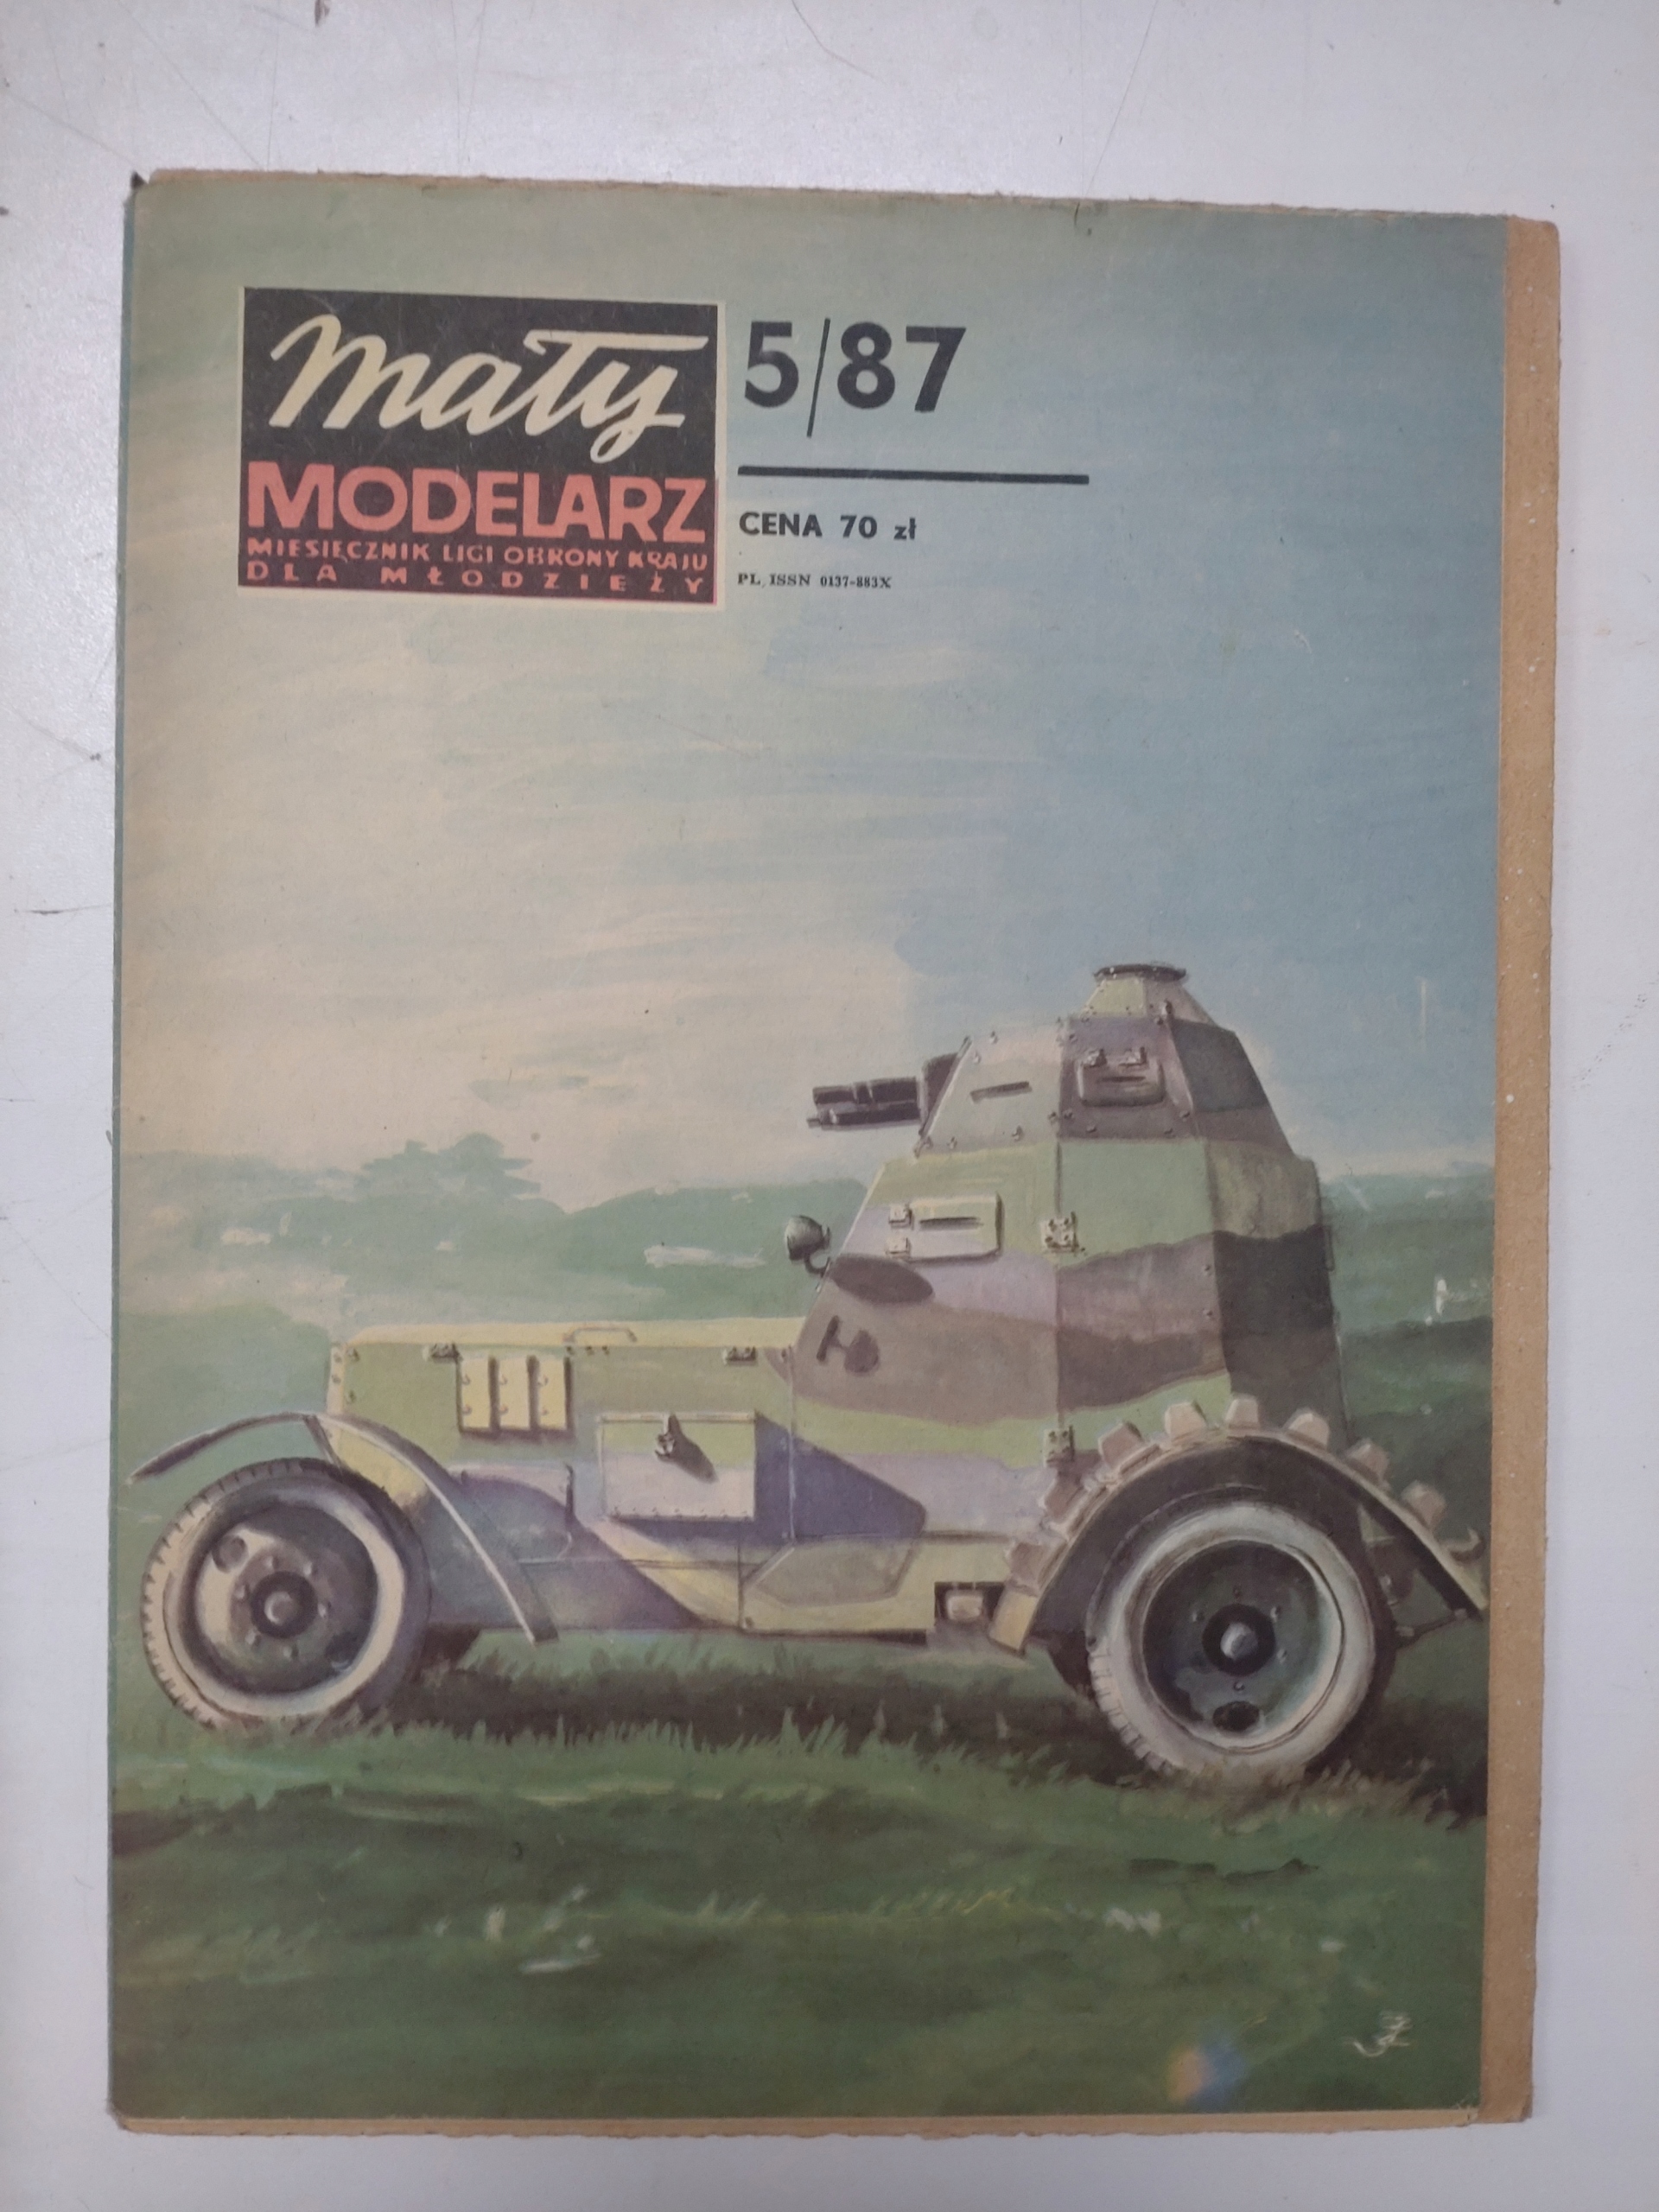 Mały
MODELARZ
MIESIĘCZNIK LIGI OBRONY KRAJU
DLA MŁODZIEŻY
5/87
CENA 70 zł
PL, ISSN 0137-883X